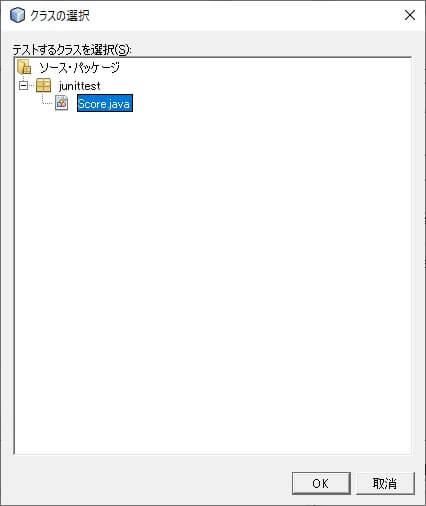 クラスの選択
テストするクラスを選択(S):
ソース・パッケージ
junittest
Score.java
OK
取消